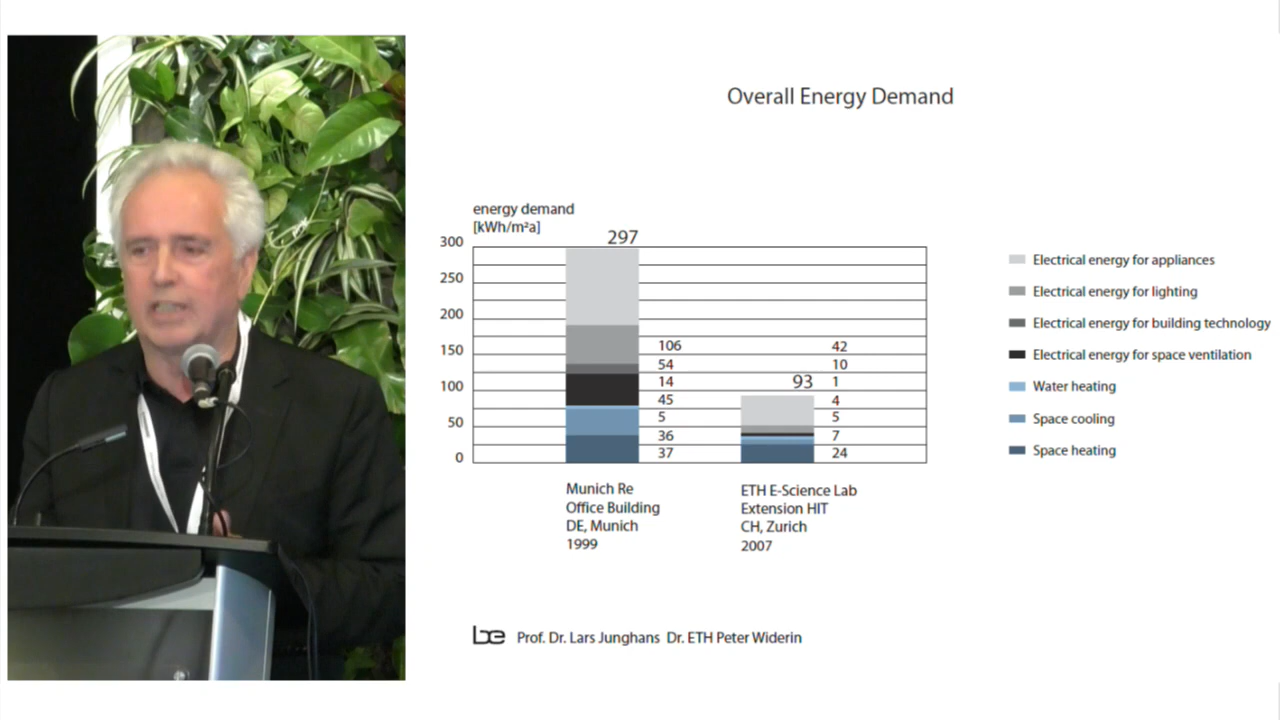 Overall Energy Demand
energy demand
[kWh/m²a]
300
250
200
150
100
50
0
297
106
54
14
45
5
36
37
93
42
10
1
4
5
7
24
Munich Re
Office Building
DE, Munich
1999
ETH E-Science Lab
Extension HIT
CH, Zurich
2007
Electrical energy for appliances
Electrical energy for lighting
Electrical energy for building technology
Electrical energy for space ventilation
Water heating
Space cooling
Space heating
be Prof. Dr. Lars Junghans Dr. ETH Peter Widerin